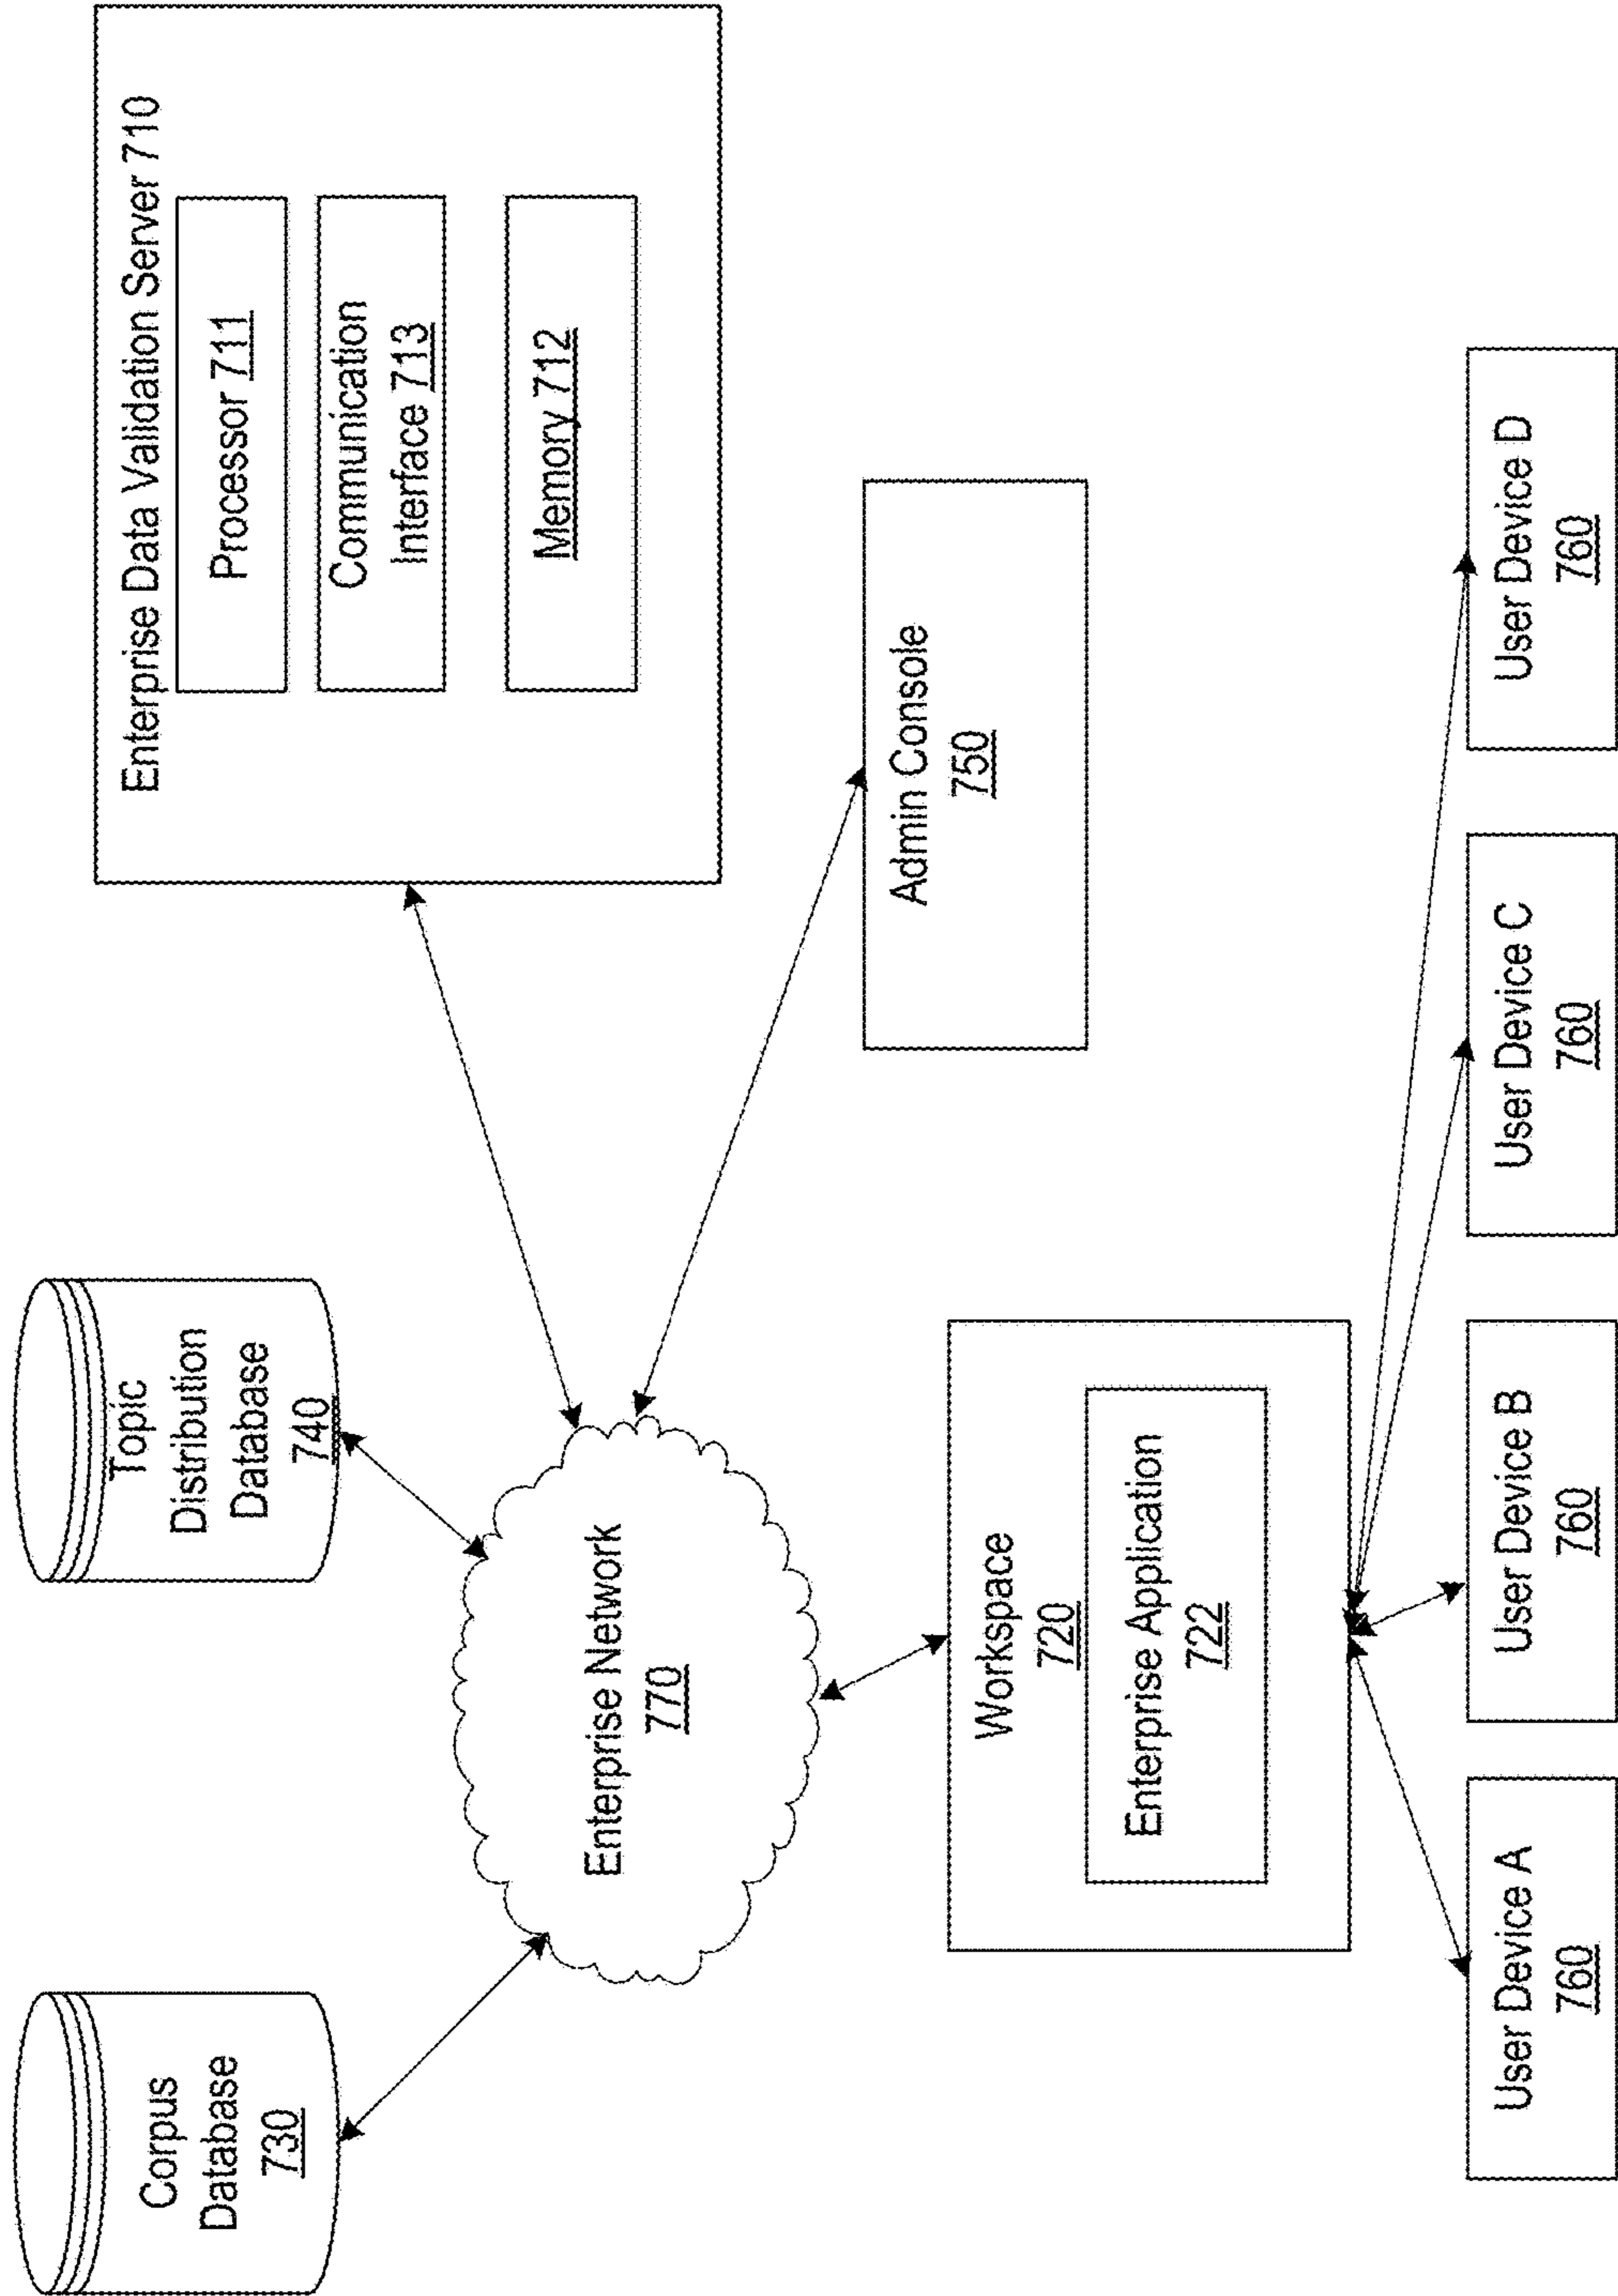 Corpus
Database
730
Topic
Distribution
Database
740
Enterprise Data Validation Server 710
Processor 711
Communication
Interface 713
Memory 712
Enterprise Network
770
Admin Console
750
Workspace
720
Enterprise Application
722
User Device A
760
User Device B
760
User Device C
760
User Device D
760